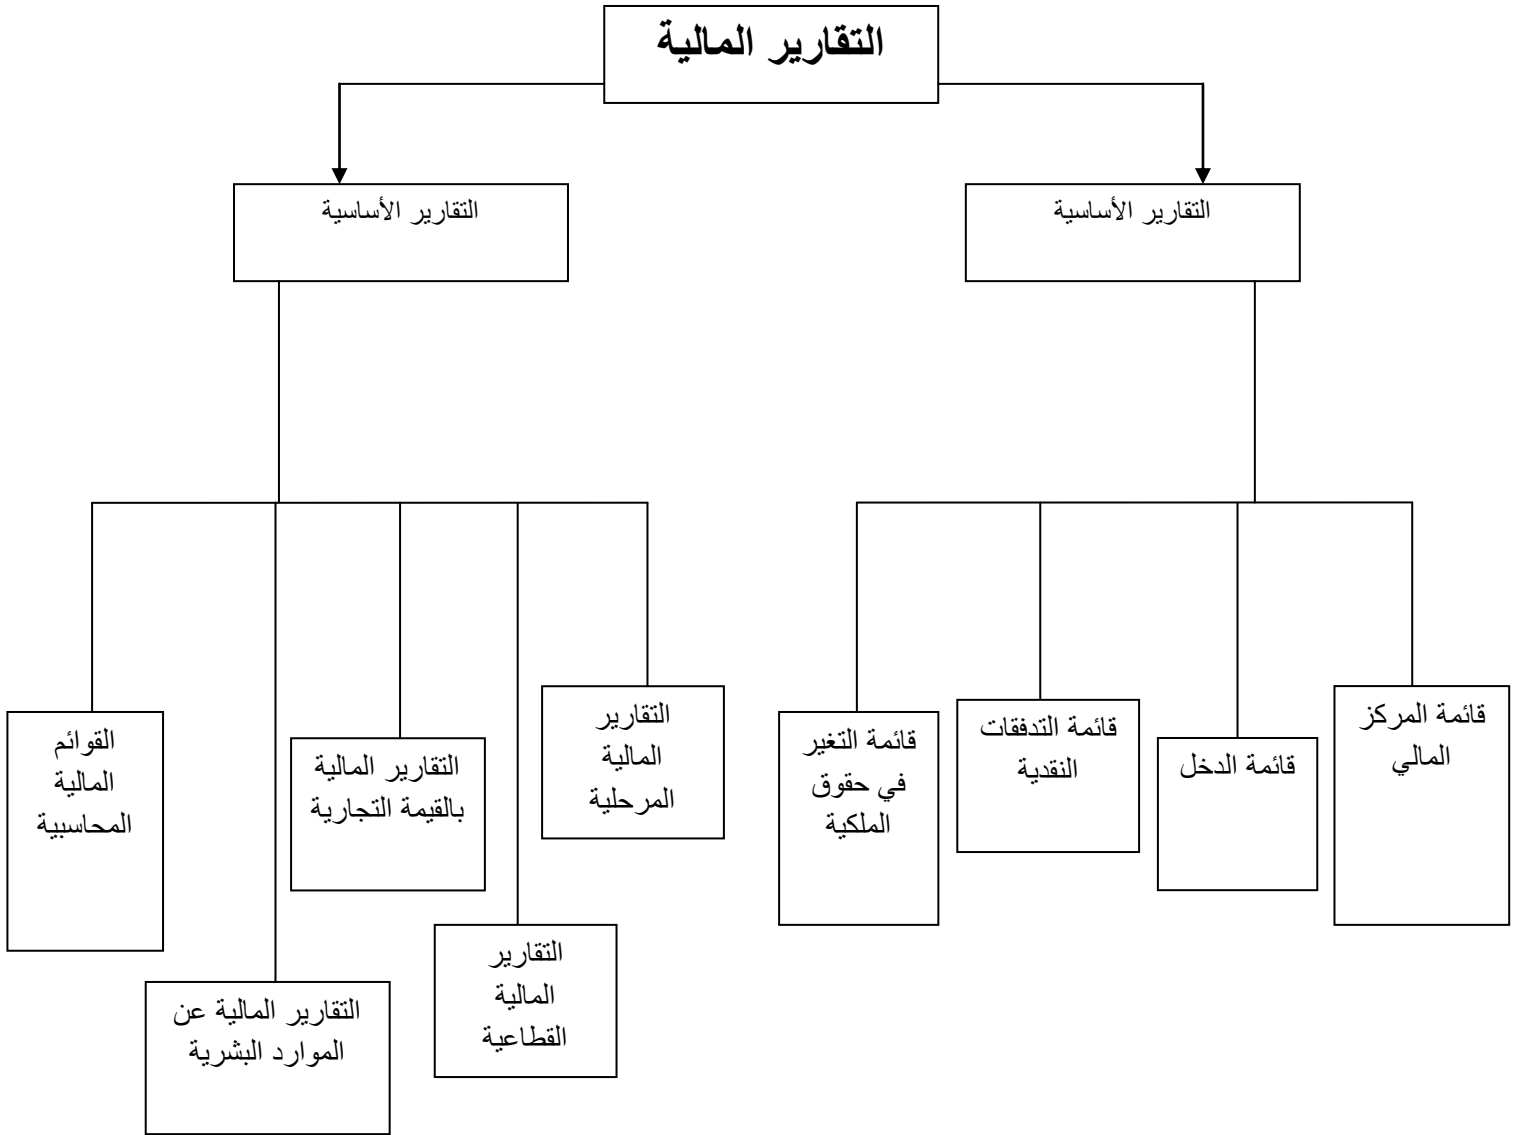 التقارير المالية
التقارير الأساسية
التقارير الأساسية
قائمة المركز
المالي
قائمة الدخل
قائمة التدفقات
النقدية
قائمة التغير
في حقوق
الملكية
التقارير
المالية
المرحلية
التقارير
المالية
القطاعية
التقارير المالية
بالقيمة التجارية
التقارير المالية عن
الموارد البشرية
القوائم
المالية
المحاسبية